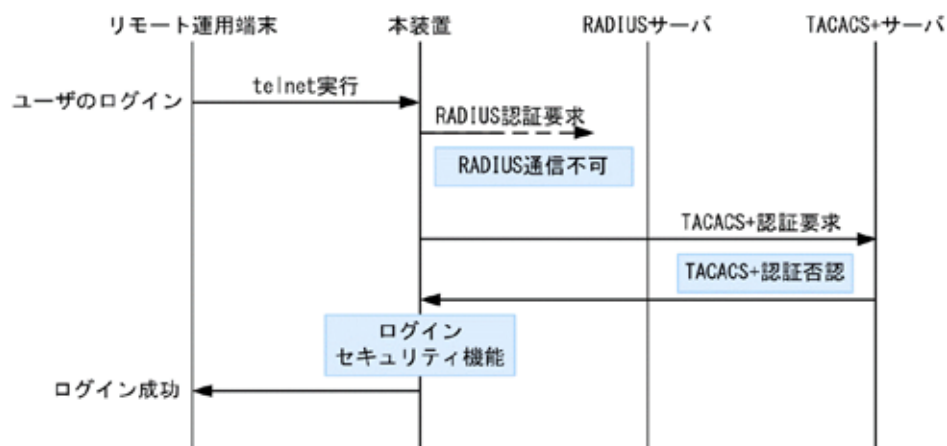 リモート運用端末 本装置 RADIUSサーバ TACACS+サーバ
ユーザのログイン telnet実行
RADIUS認証要求
RADIUS通信不可
TACACS+認証要求
TACACS+認証否認
ログイン
セキュリティ機能
ログイン成功